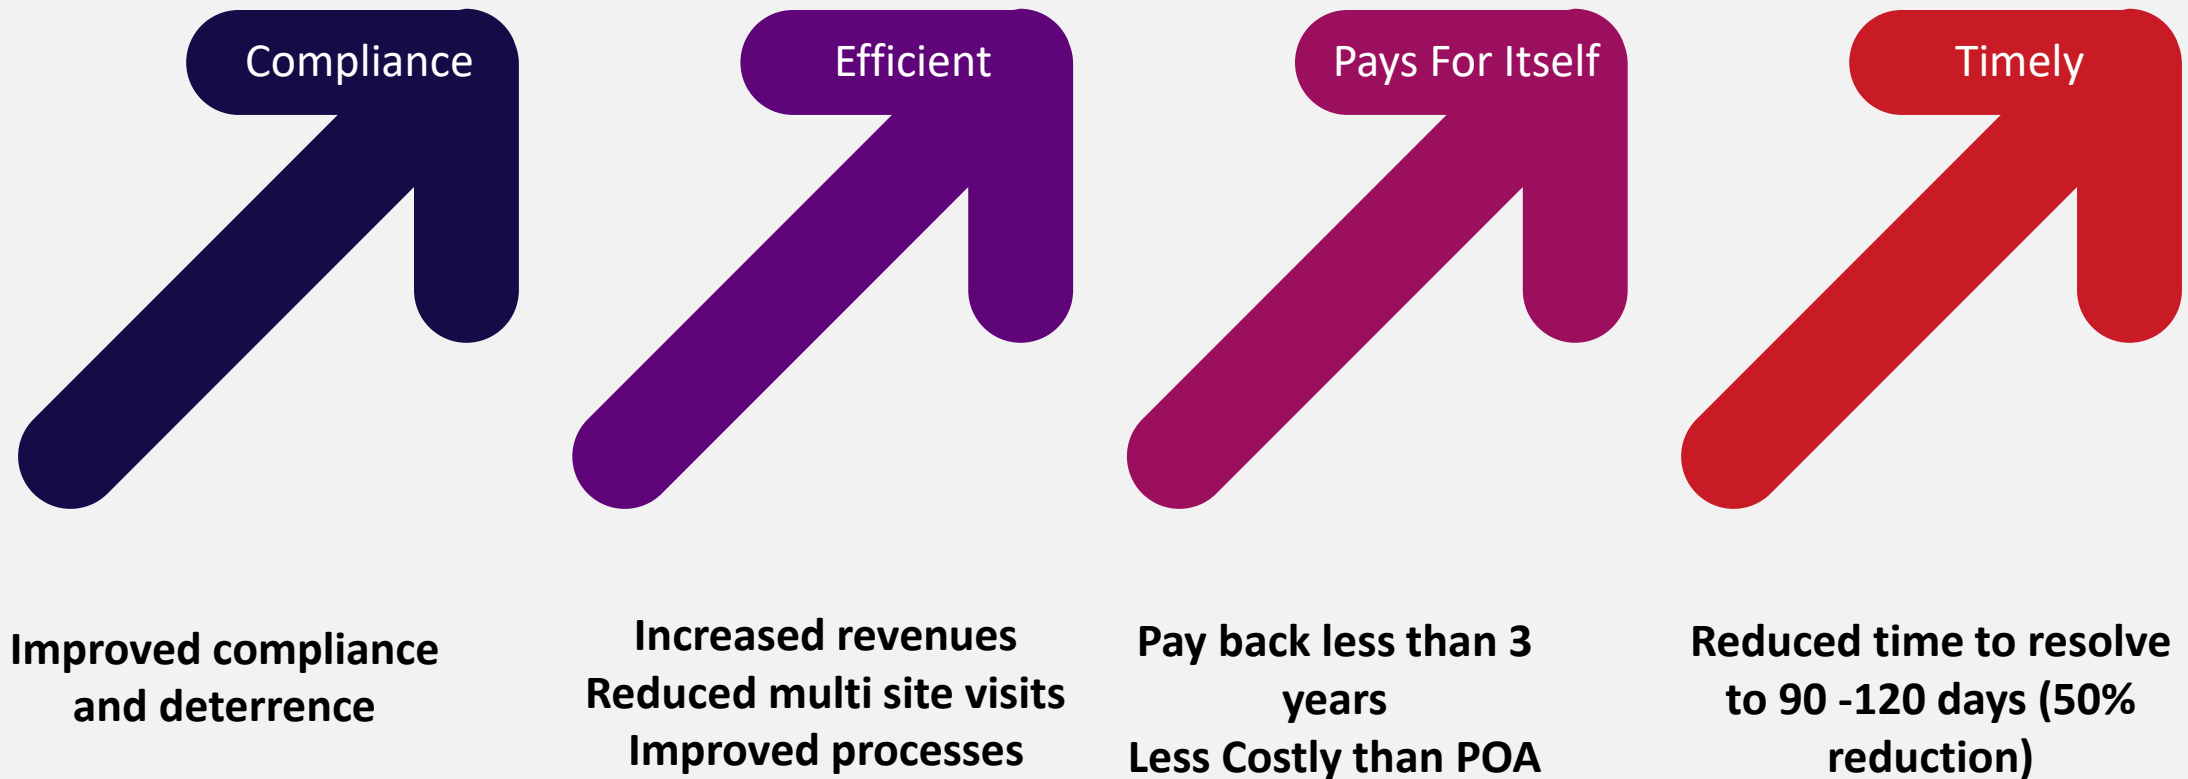 Compliance
Efficient
Pays For Itself
Timely
Improved compliance
and deterrence
Increased revenues
Reduced multi site visits
Improved processes
Pay back less than 3
years
Less Costly than POA
Reduced time to resolve
to 90 -120 days (50%
reduction)